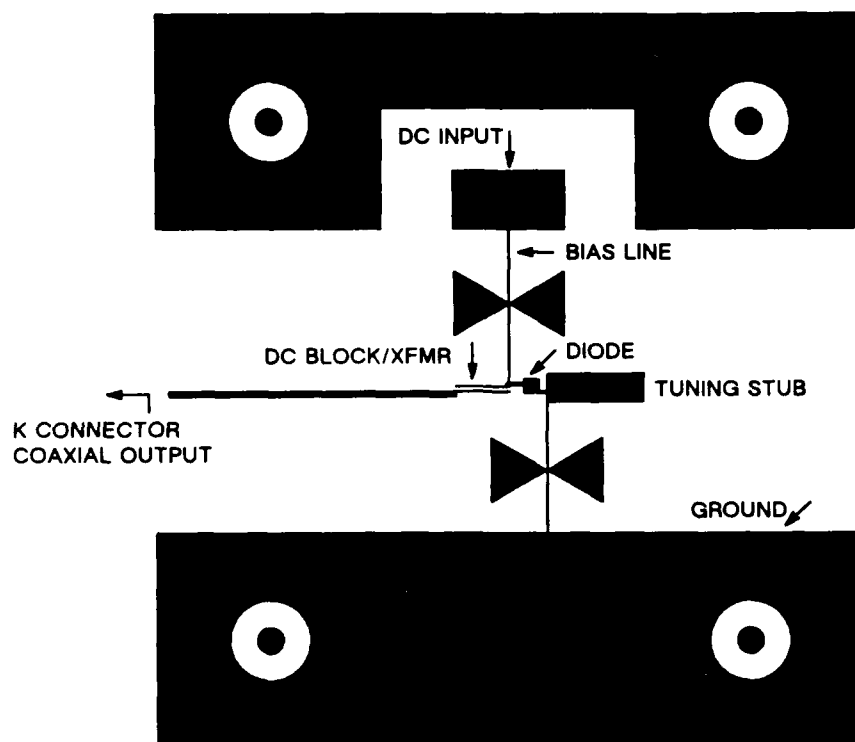 DC INPUT
BIAS LINE
DC BLOCK/XFMR
DIODE
TUNING STUB
K CONNECTOR
COAXIAL OUTPUT
GROUND